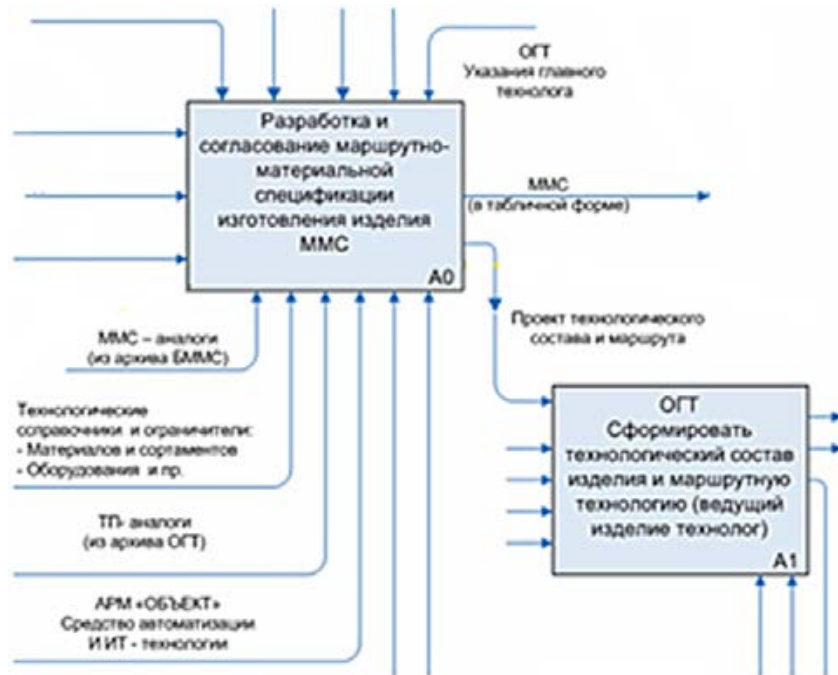 ОГТ
Указания главного
технолога
Разработка и
согласование маршрутно-
материальной
спецификации
изготовления изделия
ММС
А0
ММС
(в табличной форме)
Проект технологического
состава и маршрута
ММС – аналоги
(из архива БММС)
Технологические
справочники и ограничители:
- Материалов и сортаментов
- Оборудования и пр.
ТП- аналоги
(из архива ОГТ)
АРМ «ОБЪЕКТ»
Средство автоматизации
И ИТ - технологии
ОГТ
Сформировать
технологический состав
изделия и маршрутную
технологию (ведущий
изделие технолог)
А1